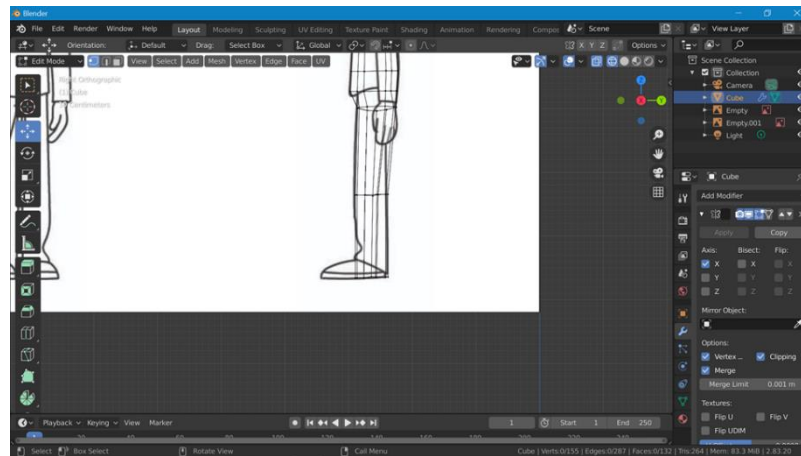 Blender
File Edit Render Window Help Layout Modeling Sculpting UV Editing Texture Paint Shading Animation Rendering Compos Scene View Layer
Orientation: Default Drag: Select Box Global X Y Z Options
Edit Mode View Select Add Mesh Vertex Edge Face UV
Right Orthographic
(1) Cube
Centimeters
Scene Collection
Collection
Camera
Cube
Empty
Empty.001
Light
Cube
Add Modifier
Apply Copy
Axis: Bisect: Flip:
X X X
Y Y Y
Z Z Z
Mirror Object:
Options:
Vertex... Clipping
Merge
Merge Limit 0.001 m
Textures:
Flip U Flip V
Flip UDIM
Playback Keying View Marker 1 Start 1 End 250
Select Box Select Rotate View Call Menu Cube | Verts:0/155 | Edges:0/287 | Faces:0/132 | Tris:264 | Mem: 83.3 MiB | 2.83.20